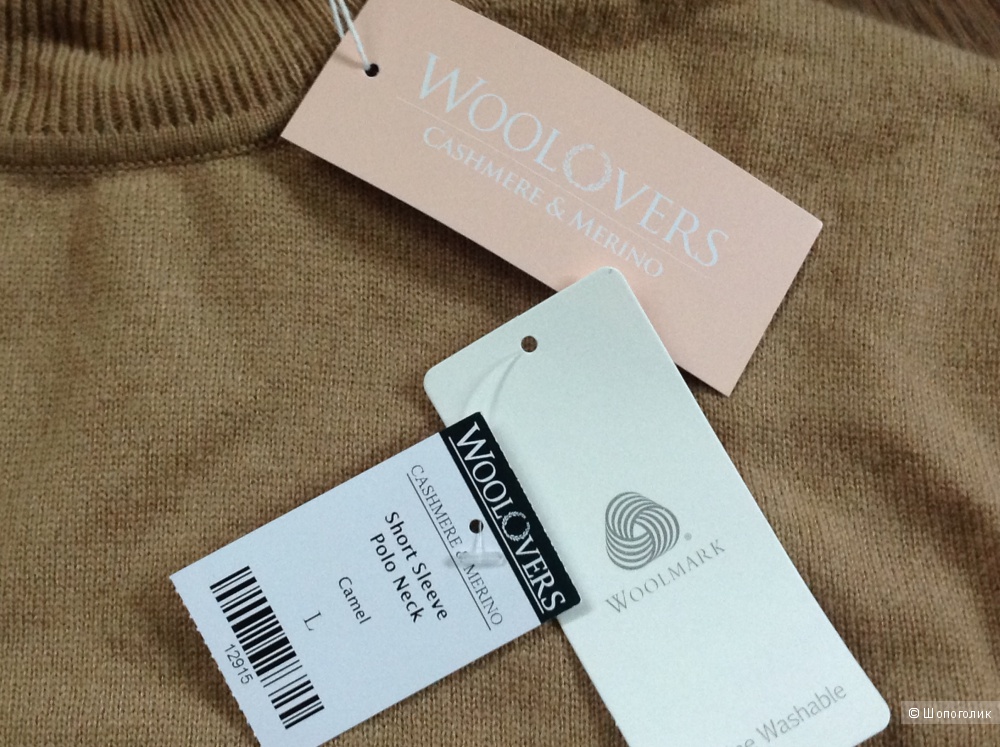 WOOLOVERS
CASHMERE & MERINO
WOOLOVERS
CASHMERE & MERINO
Short Sleeve
Polo Neck
Camel
L
12915
WOOLMARK
Washable
© Шопоголик